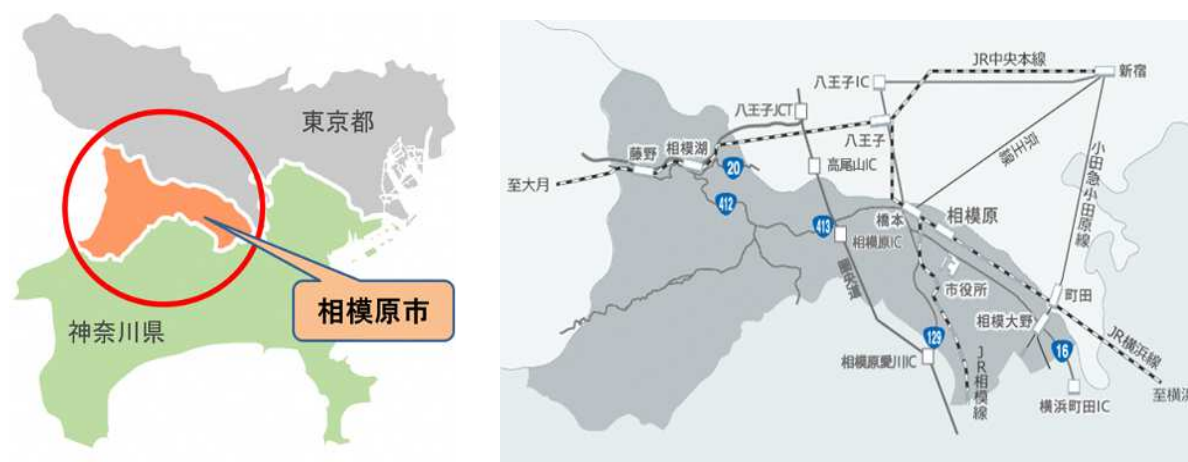 東京都
相模原市
神奈川県
JR中央本線
新宿
八王子IC
八王子JCT
八王子
京王線
小田急小田原線
藤野
相模湖
高尾山IC
20
至大月
412
413
橋本
相模原
相模原IC
圏央道
市役所
町田
相模大野
JR横浜線
129
16
相模原愛川IC
JR相模線
横浜町田IC
至横浜